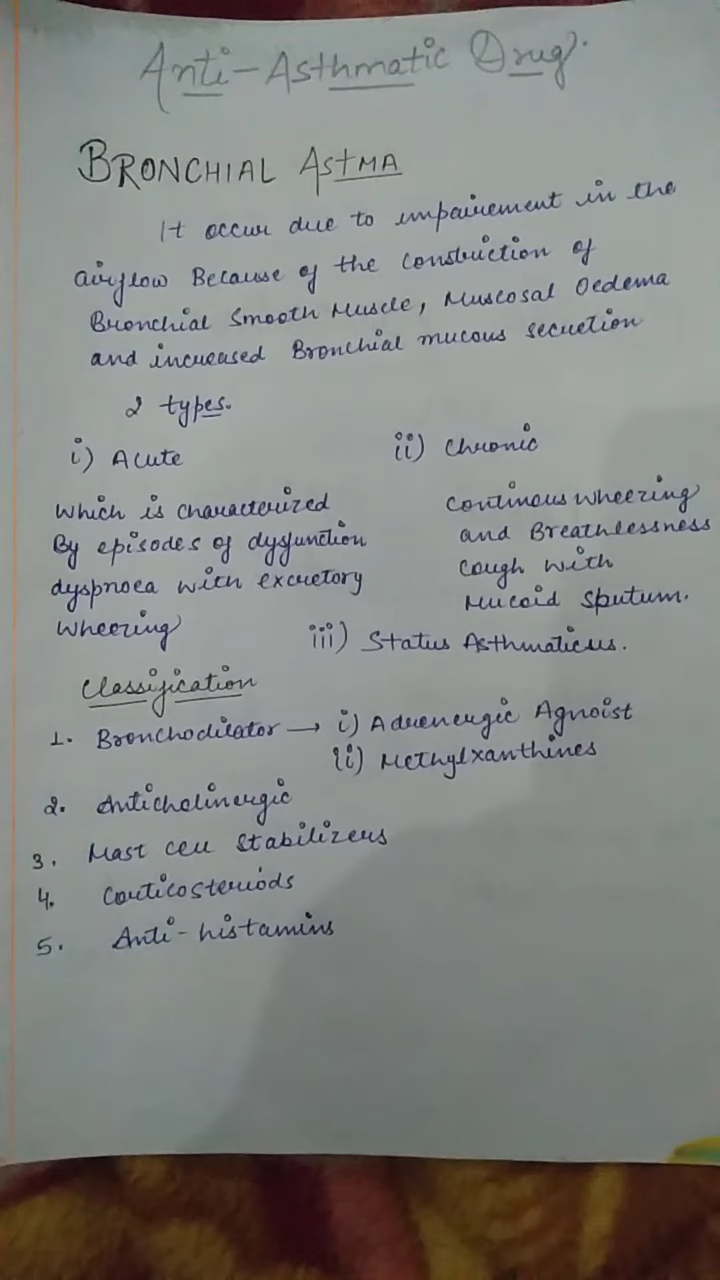 Anti-Asthmatic Drug.
BRONCHIAL ASTMA
It occur due to impairement in the
airflow Because of the constriction of
Bronchial Smooth Muscle, Muscosal Oedema
and increased Bronchial mucous secretion
2 types.
i) Acute
ii) Chronic
Which is characterized
By episodes of dysfunction
dyspnoea with excretory
Wheezing
Continous wheezing
and Breathlessness
Cough with
Mucoid Sputum.
iii) Status Asthmaticus.
Classification
1. Bronchodilator → i) Adrenergic Agnoist
ii) Methylxanthines
2. Anticholinergic
3. Mast cell Stabilizers
4. Corticosteriods
5. Anti-histamins